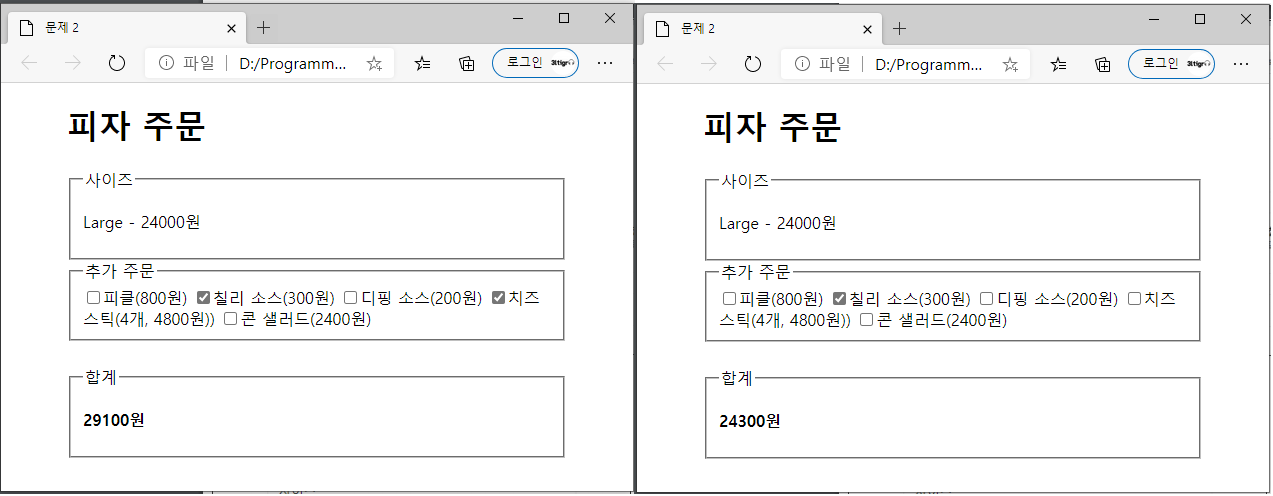 문제 2
파일 D:/Programm...
로그인
피자 주문
사이즈
Large - 24000원
추가 주문
피클(800원) 칠리 소스(300원) 디핑 소스(200원) 치즈
스틱(4개, 4800원)) 콘 샐러드(2400원)
합계
29100원
문제 2
파일 D:/Programm...
로그인
피자 주문
사이즈
Large - 24000원
추가 주문
피클(800원) 칠리 소스(300원) 디핑 소스(200원) 치즈
스틱(4개, 4800원)) 콘 샐러드(2400원)
합계
24300원